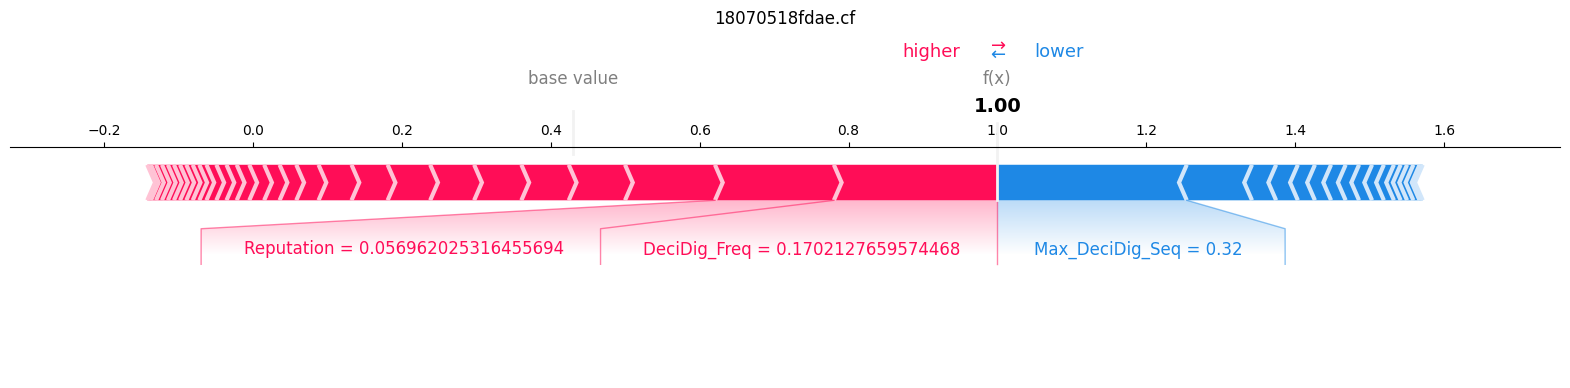 18070518fdae.cf
higher ⇄ lower
base value f(x)
1.00
−0.2 0.0 0.2 0.4 0.6 0.8 1.0 1.2 1.4 1.6
Reputation = 0.056962025316455694 DeciDig_Freq = 0.1702127659574468 Max_DeciDig_Seq = 0.32